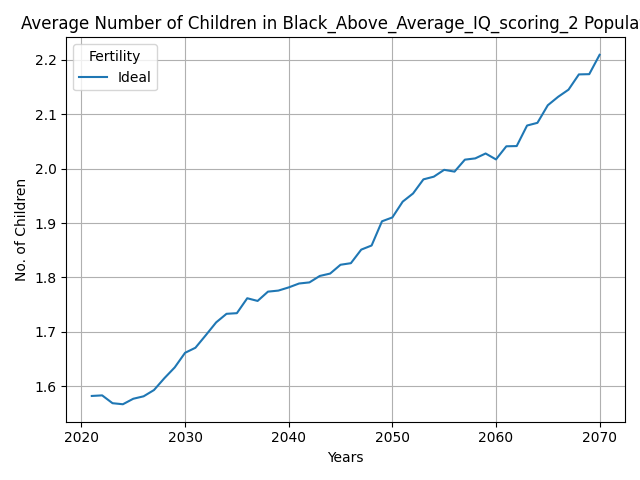 Average Number of Children in Black_Above_Average_IQ_scoring_2 Popula
Fertility
Ideal
2.2
2.1
2.0
1.9
1.8
1.7
1.6
No. of Children
2020 2030 2040 2050 2060 2070
Years